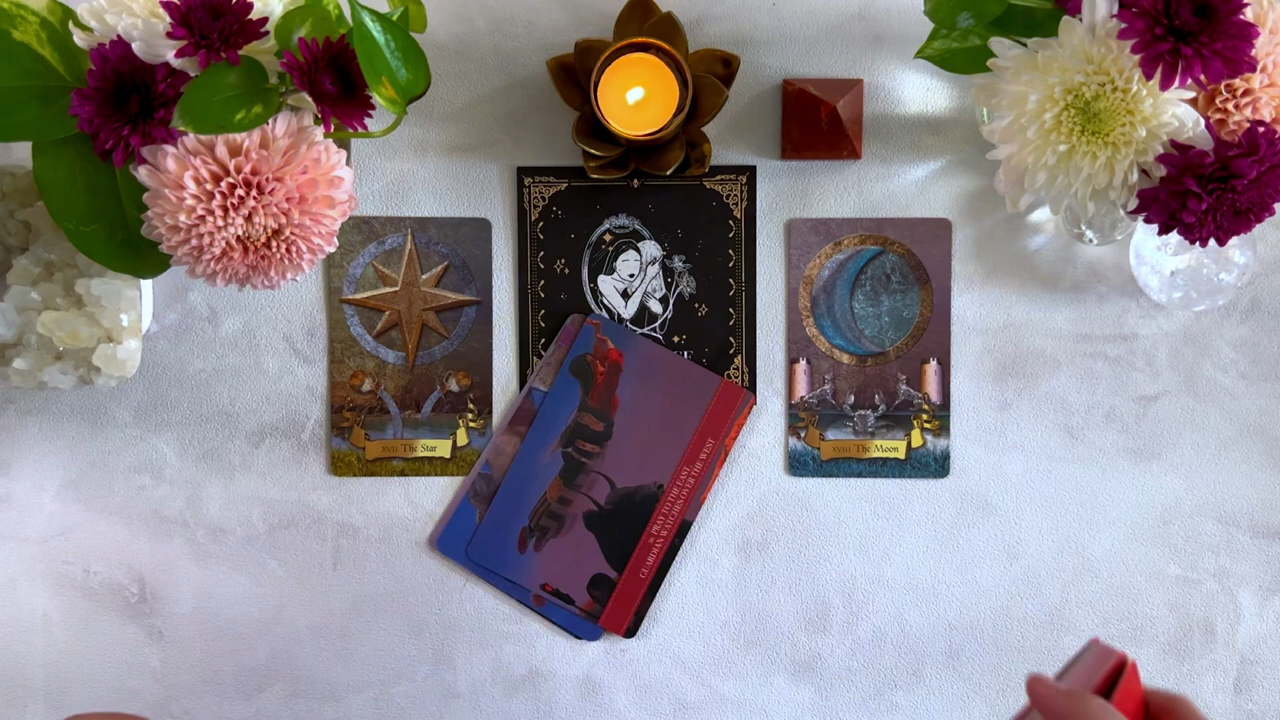 XVII The Star
XVIII The Moon
PRAY TO THE EAST,
GUARDIAN WATCHES OVER THE WEST